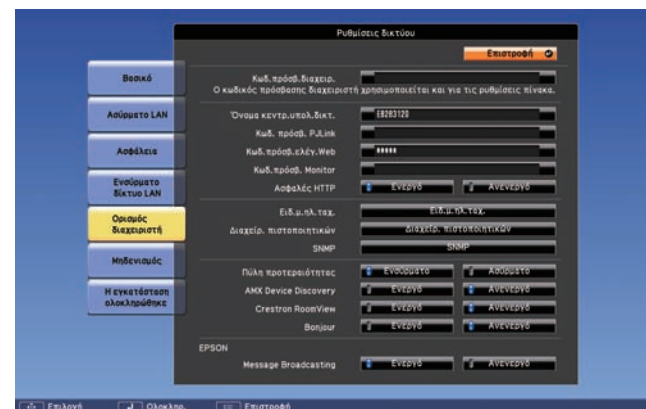 Ρυθμίσεις δικτύου
Επιστροφή
Βασικό
Ασύρματο LAN
Ασφάλεια
Ενσύρματο
δίκτυο LAN
Ορισμός
διαχειριστή
Μηδενισμός
Η εγκατάσταση
ολοκληρώθηκε
Κωδ.πρόσβ.διαχειρ.
Ο κωδικός πρόσβασης διαχειριστή χρησιμοποιείται και για τις ρυθμίσεις πίνακα.
Όνομα κεντρ.υπολ.δικτ. EB283120
Κωδ. πρόσβ. PJLink
Κωδ.πρόσβ.ελέγ.Web *****
Κωδ.πρόσβ. Monitor
Ασφαλές HTTP Ενεργό Ανενεργό
Ειδ.μ.ηλ.ταχ. Ειδ.μ.ηλ.ταχ.
Διαχείρ. πιστοποιητικών Διαχείρ. πιστοποιητικών
SNMP SNMP
Πύλη προτεραιότητας Ενσύρματο Ασύρματο
AMX Device Discovery Ενεργό Ανενεργό
Crestron RoomView Ενεργό Ανενεργό
Bonjour Ενεργό Ανενεργό
EPSON
Message Broadcasting Ενεργό Ανενεργό
Επιλογή Ολοκληρ. Επιστροφή